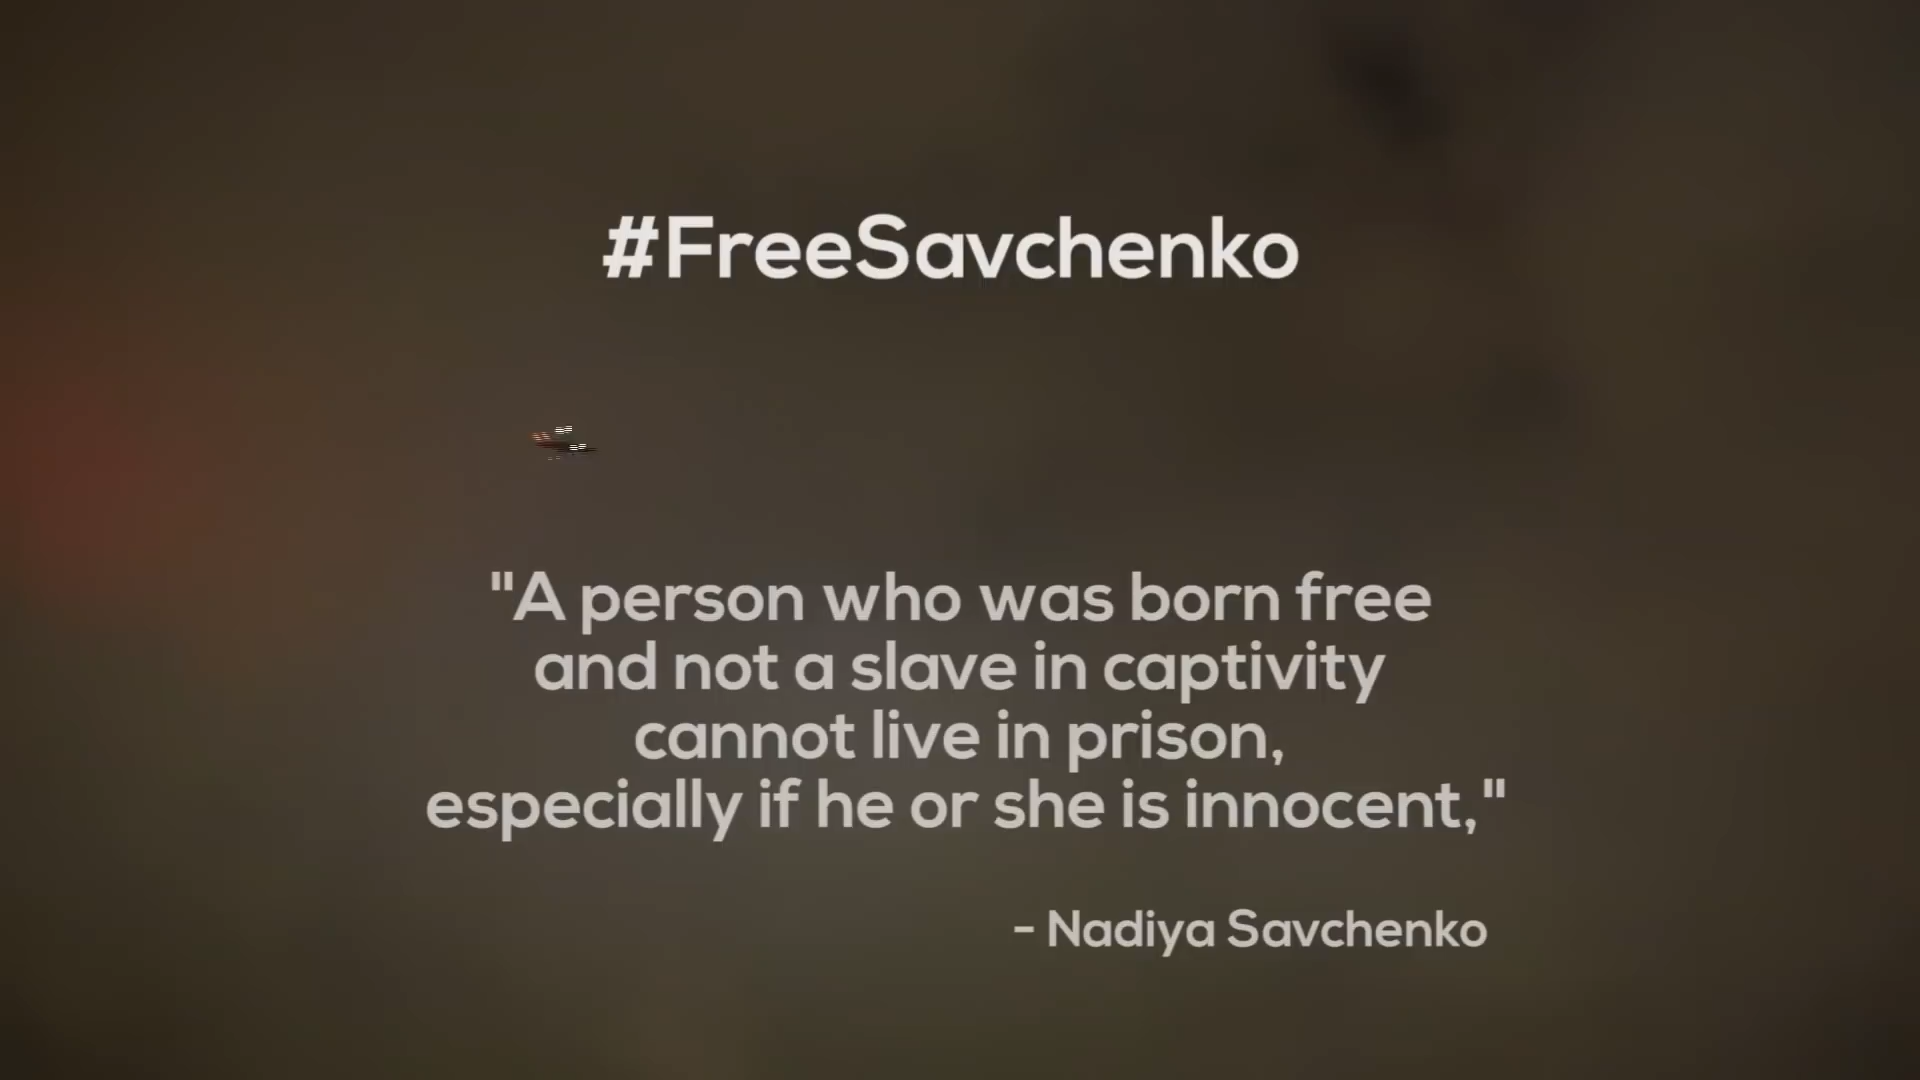 #FreeSavchenko
"A person who was born free
and not a slave in captivity
cannot live in prison,
especially if he or she is innocent,"
- Nadiya Savchenko